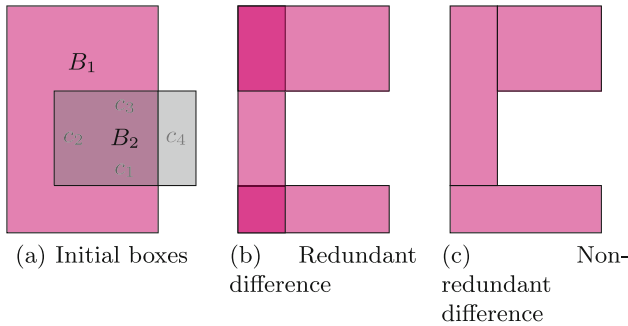 B1
c3
c2 B2 c4
c1
(a) Initial boxes
(b) Redundant
difference
(c) Non-
redundant
difference